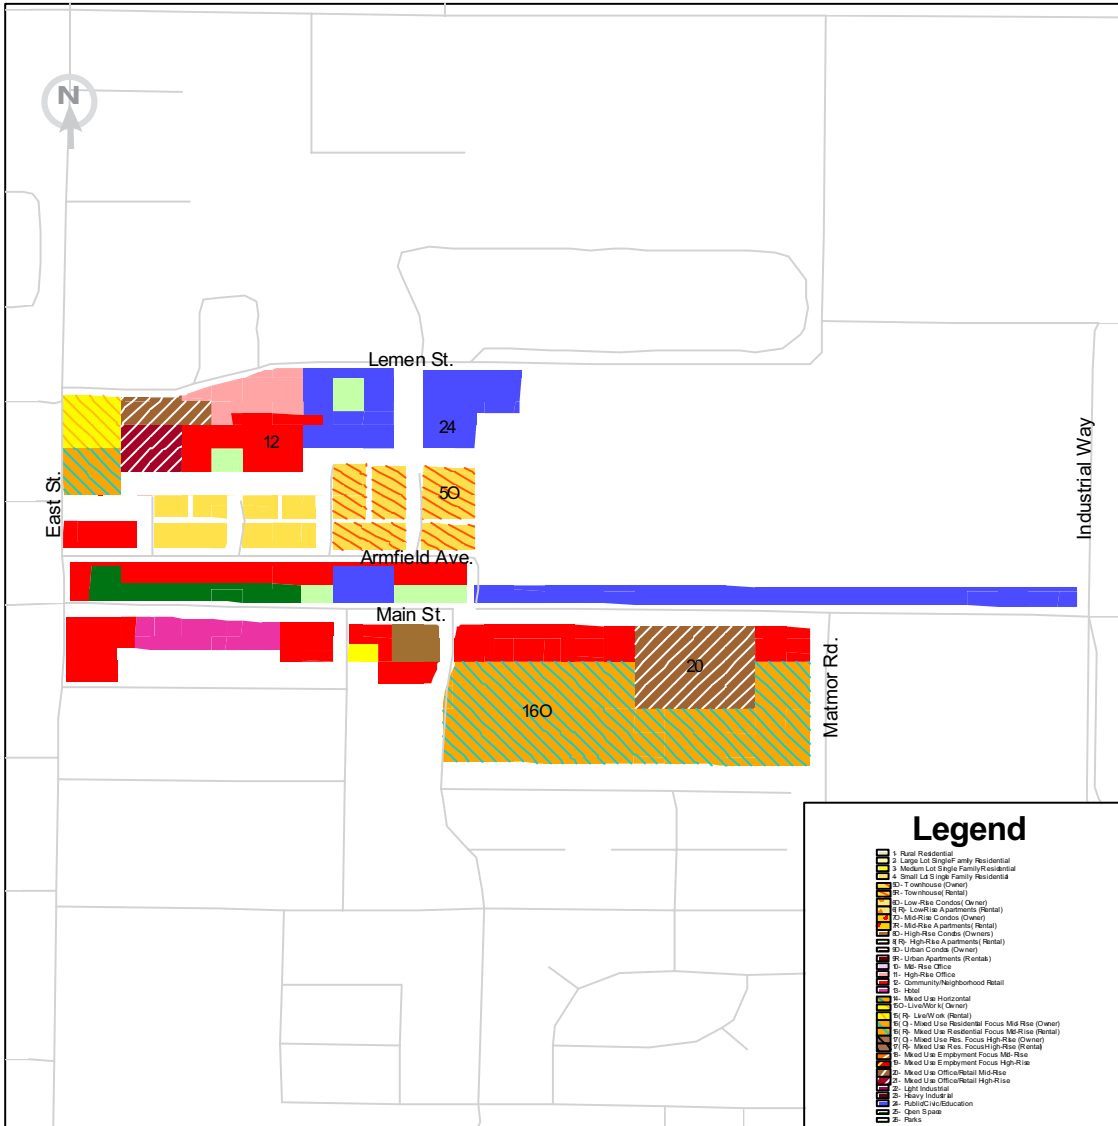 N
Lemen St.
12
24
5O
East St.
Industrial Way
Armfield Ave.
Main St.
20
16O
Matmor Rd.
Legend
1- Rural Residential
2- Large Lot Single Family Residential
3- Medium Lot Single Family Residential
4- Small Lot Single Family Residential
5O- Townhouse (Owner)
5R- Townhouse (Rental)
6O- Low-Rise Condos (Owner)
6(R)- Low-Rise Apartments (Rental)
7O- Mid-Rise Condos (Owner)
7R- Mid-Rise Apartments (Rental)
8O- High-Rise Condos (Owners)
8(R)- High-Rise Apartments (Rental)
9O- Urban Condos (Owner)
9R- Urban Apartments (Rentals)
10- Mid-Rise Office
11- High-Rise Office
12- Community/Neighborhood Retail
13- Hotel
14- Mixed Use Horizontal
15O- Live/Work (Owner)
15(R)- Live/Work (Rental)
16(O)- Mixed Use Residential Focus Mid-Rise (Owner)
16(R)- Mixed Use Residential Focus Mid-Rise (Rental)
17(O)- Mixed Use Res. Focus High-Rise (Owner)
17(R)- Mixed Use Res. Focus High-Rise (Rental)
18- Mixed Use Employment Focus Mid-Rise
19- Mixed Use Employment Focus High-Rise
20- Mixed Use Office/Retail Mid-Rise
21- Mixed Use Office/Retail High-Rise
22- Light Industrial
23- Heavy Industrial
24- Public/Civic/Education
25- Open Space
26- Parks